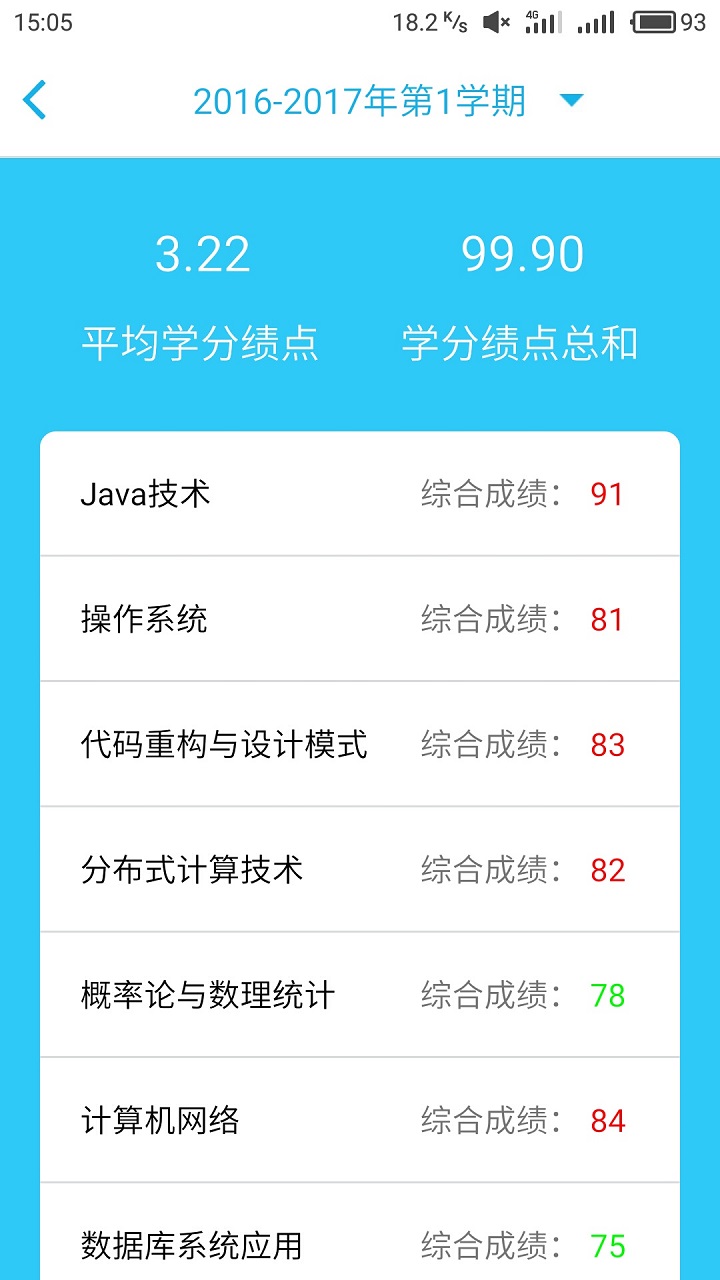 15:05 18.2 K/s 4G 93
2016-2017年第1学期
3.22 99.90
平均学分绩点 学分绩点总和
Java技术 综合成绩: 91
操作系统 综合成绩: 81
代码重构与设计模式 综合成绩: 83
分布式计算技术 综合成绩: 82
概率论与数理统计 综合成绩: 78
计算机网络 综合成绩: 84
数据库系统应用 综合成绩: 75